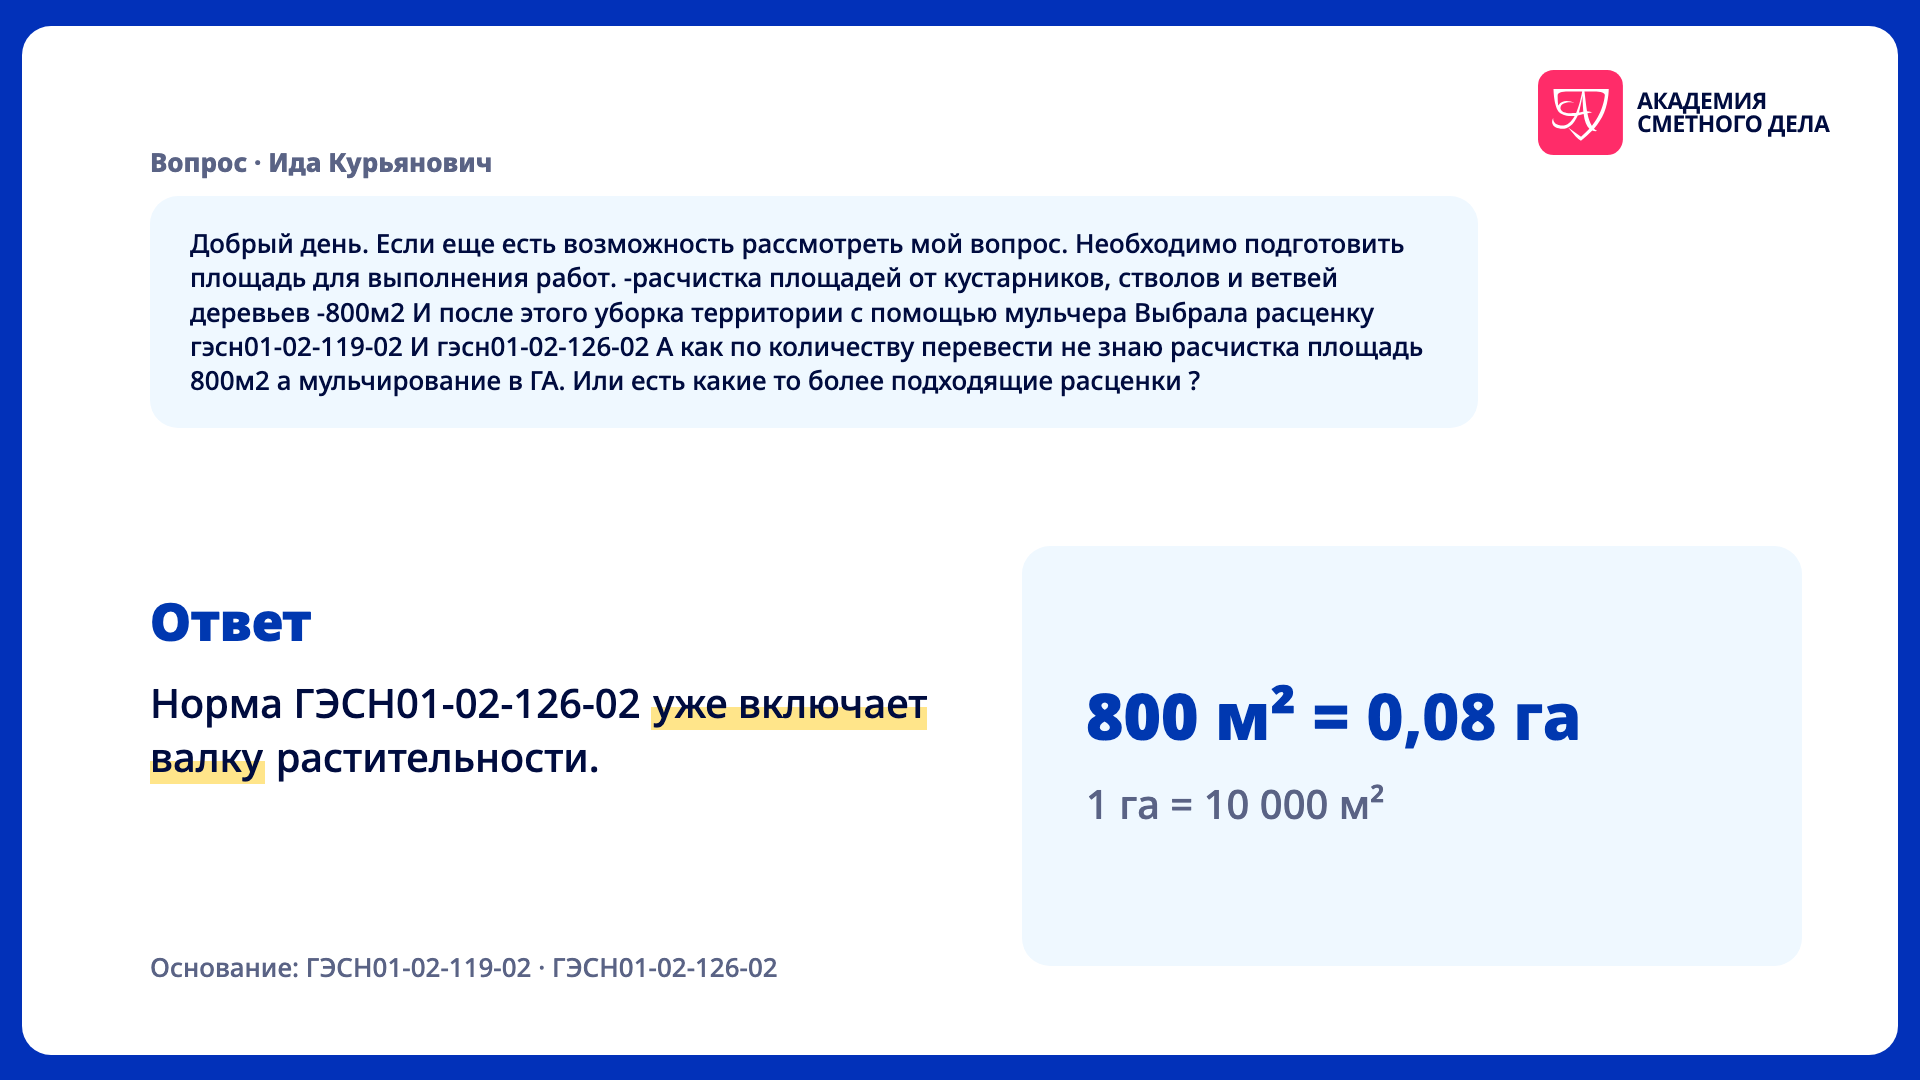 АКАДЕМИЯ
СМЕТНОГО ДЕЛА
Вопрос · Ида Курьянович
Добрый день. Если еще есть возможность рассмотреть мой вопрос. Необходимо подготовить
площадь для выполнения работ. -расчистка площадей от кустарников, стволов и ветвей
деревьев -800м2 И после этого уборка территории с помощью мульчера Выбрала расценку
гэсн01-02-119-02 И гэсн01-02-126-02 А как по количеству перевести не знаю расчистка площадь
800м2 а мульчирование в ГА. Или есть какие то более подходящие расценки ?
Ответ
Норма ГЭСН01-02-126-02 уже включает
валку растительности.
800 м² = 0,08 га
1 га = 10 000 м²
Основание: ГЭСН01-02-119-02 · ГЭСН01-02-126-02